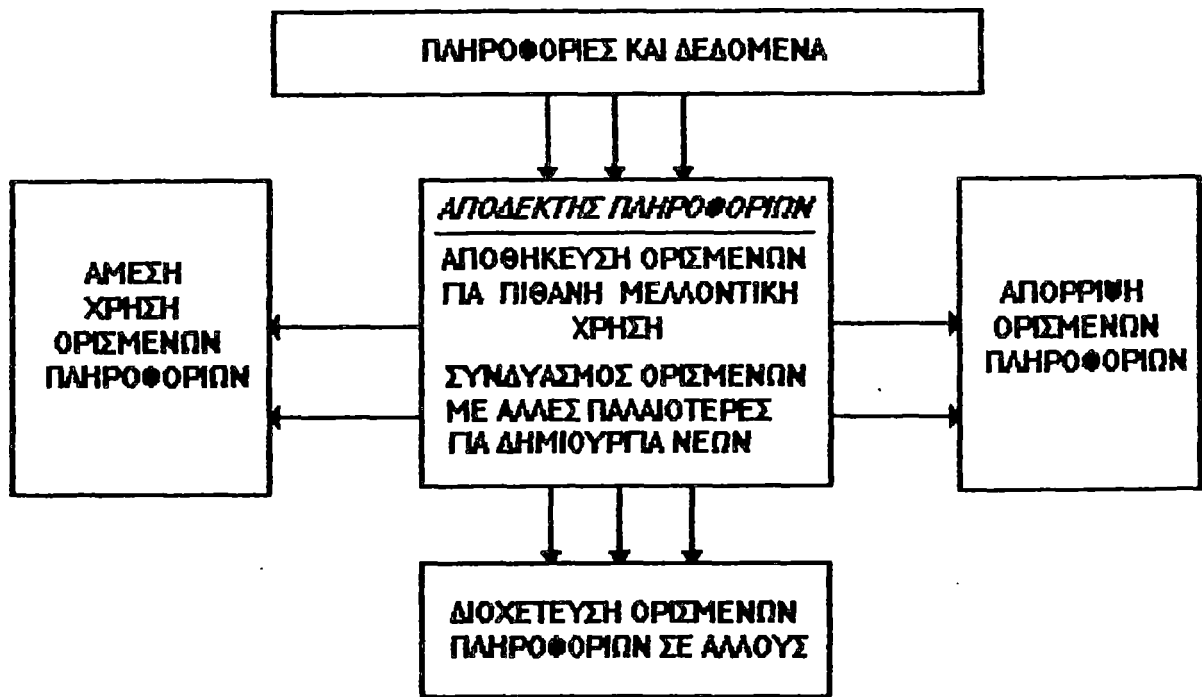 ΠΛΗΡΟΦΟΡΙΕΣ ΚΑΙ ΔΕΔΟΜΕΝΑ
ΑΠΟΔΕΚΤΗΣ ΠΛΗΡΟΦΟΡΙΩΝ
ΑΠΟΘΗΚΕΥΣΗ ΟΡΙΣΜΕΝΩΝ
ΓΙΑ ΠΙΘΑΝΗ ΜΕΛΛΟΝΤΙΚΗ
ΧΡΗΣΗ
ΣΥΝΔΥΑΣΜΟΣ ΟΡΙΣΜΕΝΩΝ
ΜΕ ΑΛΛΕΣ ΠΑΛΑΙΟΤΕΡΕΣ
ΓΙΑ ΔΗΜΙΟΥΡΓΙΑ ΝΕΩΝ
ΑΜΕΣΗ
ΧΡΗΣΗ
ΟΡΙΣΜΕΝΩΝ
ΠΛΗΡΟΦΟΡΙΩΝ
ΑΠΟΡΡΙΨΗ
ΟΡΙΣΜΕΝΩΝ
ΠΛΗΡΟΦΟΡΙΩΝ
ΔΙΟΧΕΤΕΥΣΗ ΟΡΙΣΜΕΝΩΝ
ΠΛΗΡΟΦΟΡΙΩΝ ΣΕ ΑΛΛΟΥΣ